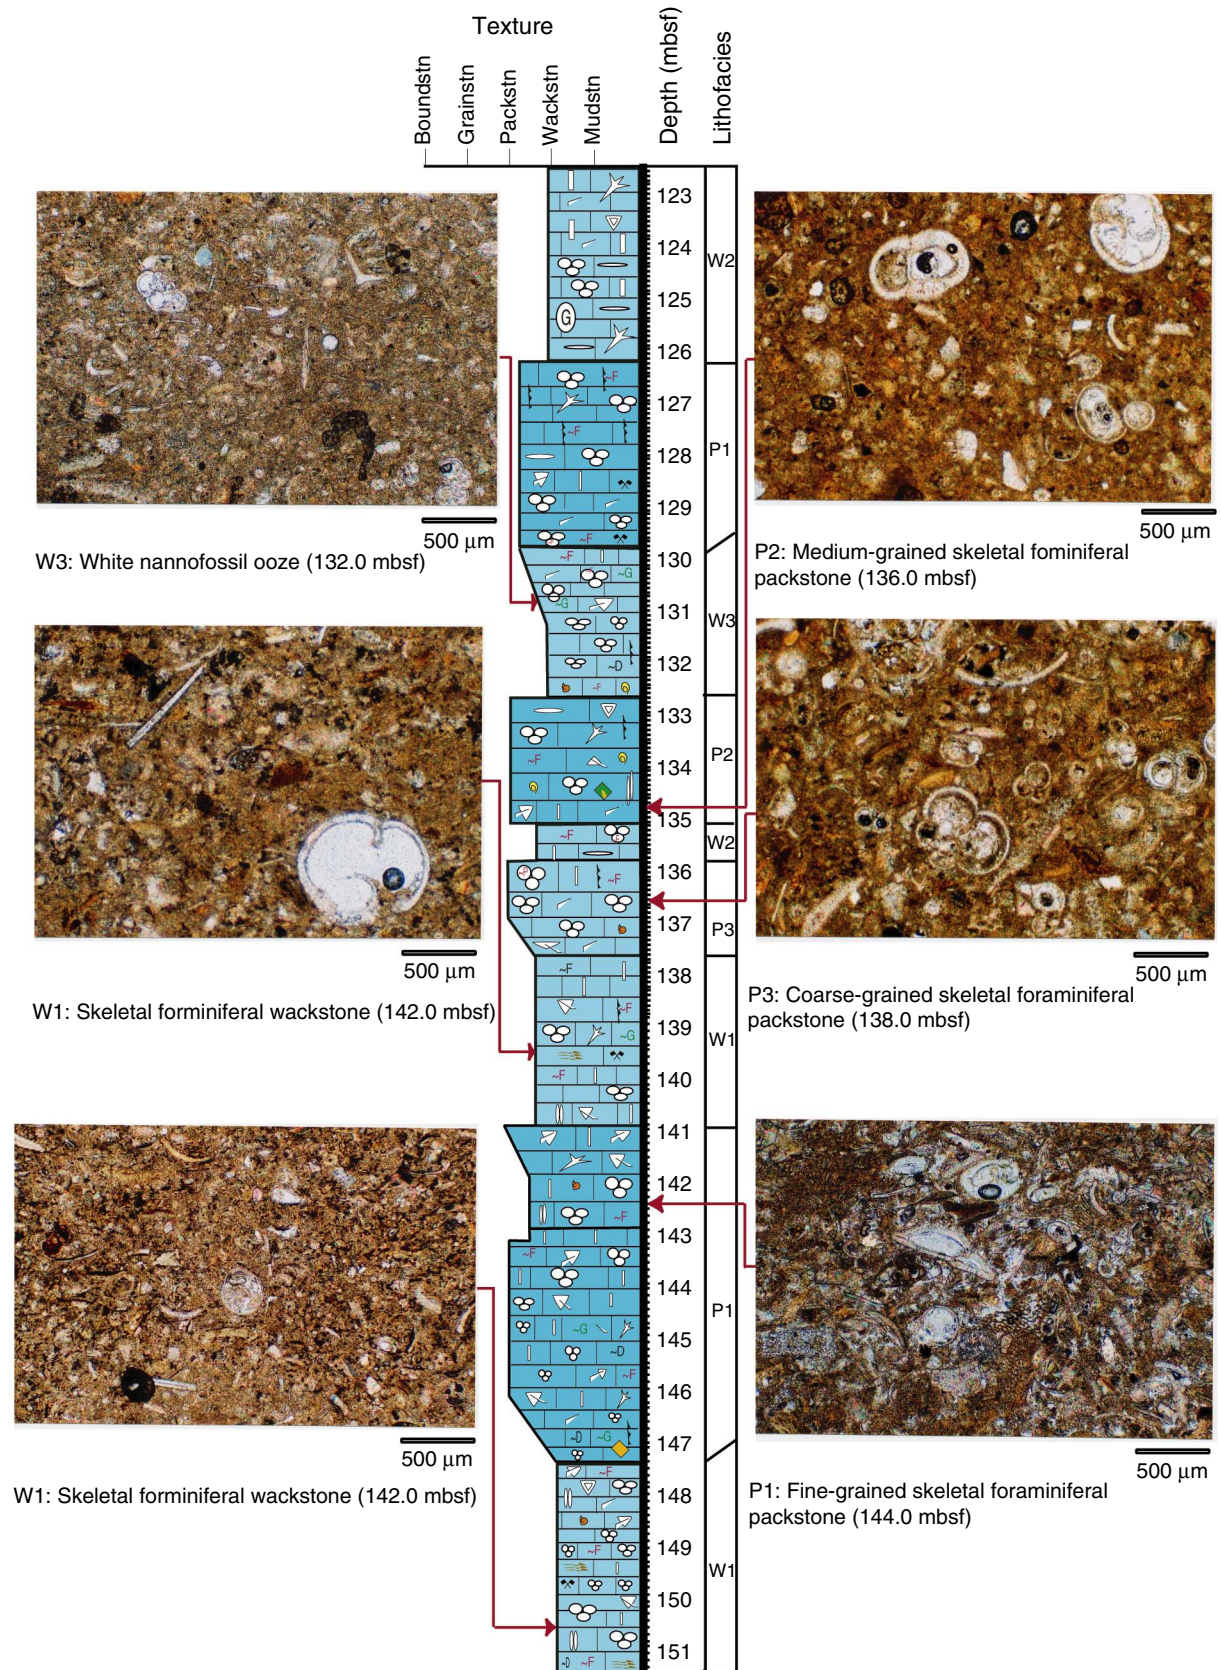 Texture
Boundstn
Grainstn
Packstn
Wackstn
Mudstn
Depth (mbsf)
Lithofacies
123
124
125
126
127
128
129
130
131
132
133
134
135
136
137
138
139
140
141
142
143
144
145
146
147
148
149
150
151
W2
P1
W3
P2
W2
P3
W1
P1
W1
G
~F
~F
~F
~F
~G
~G
~D
~F
~F
~F
~F
~F
~F
~G
~F
~F
~F
~G
~D
~F
~D
~G
~F
~F
~D
~F
500 μm
W3: White nannofossil ooze (132.0 mbsf)
500 μm
W1: Skeletal forminiferal wackstone (142.0 mbsf)
500 μm
W1: Skeletal forminiferal wackstone (142.0 mbsf)
500 μm
P2: Medium-grained skeletal fominiferal
packstone (136.0 mbsf)
500 μm
P3: Coarse-grained skeletal foraminiferal
packstone (138.0 mbsf)
500 μm
P1: Fine-grained skeletal foraminiferal
packstone (144.0 mbsf)